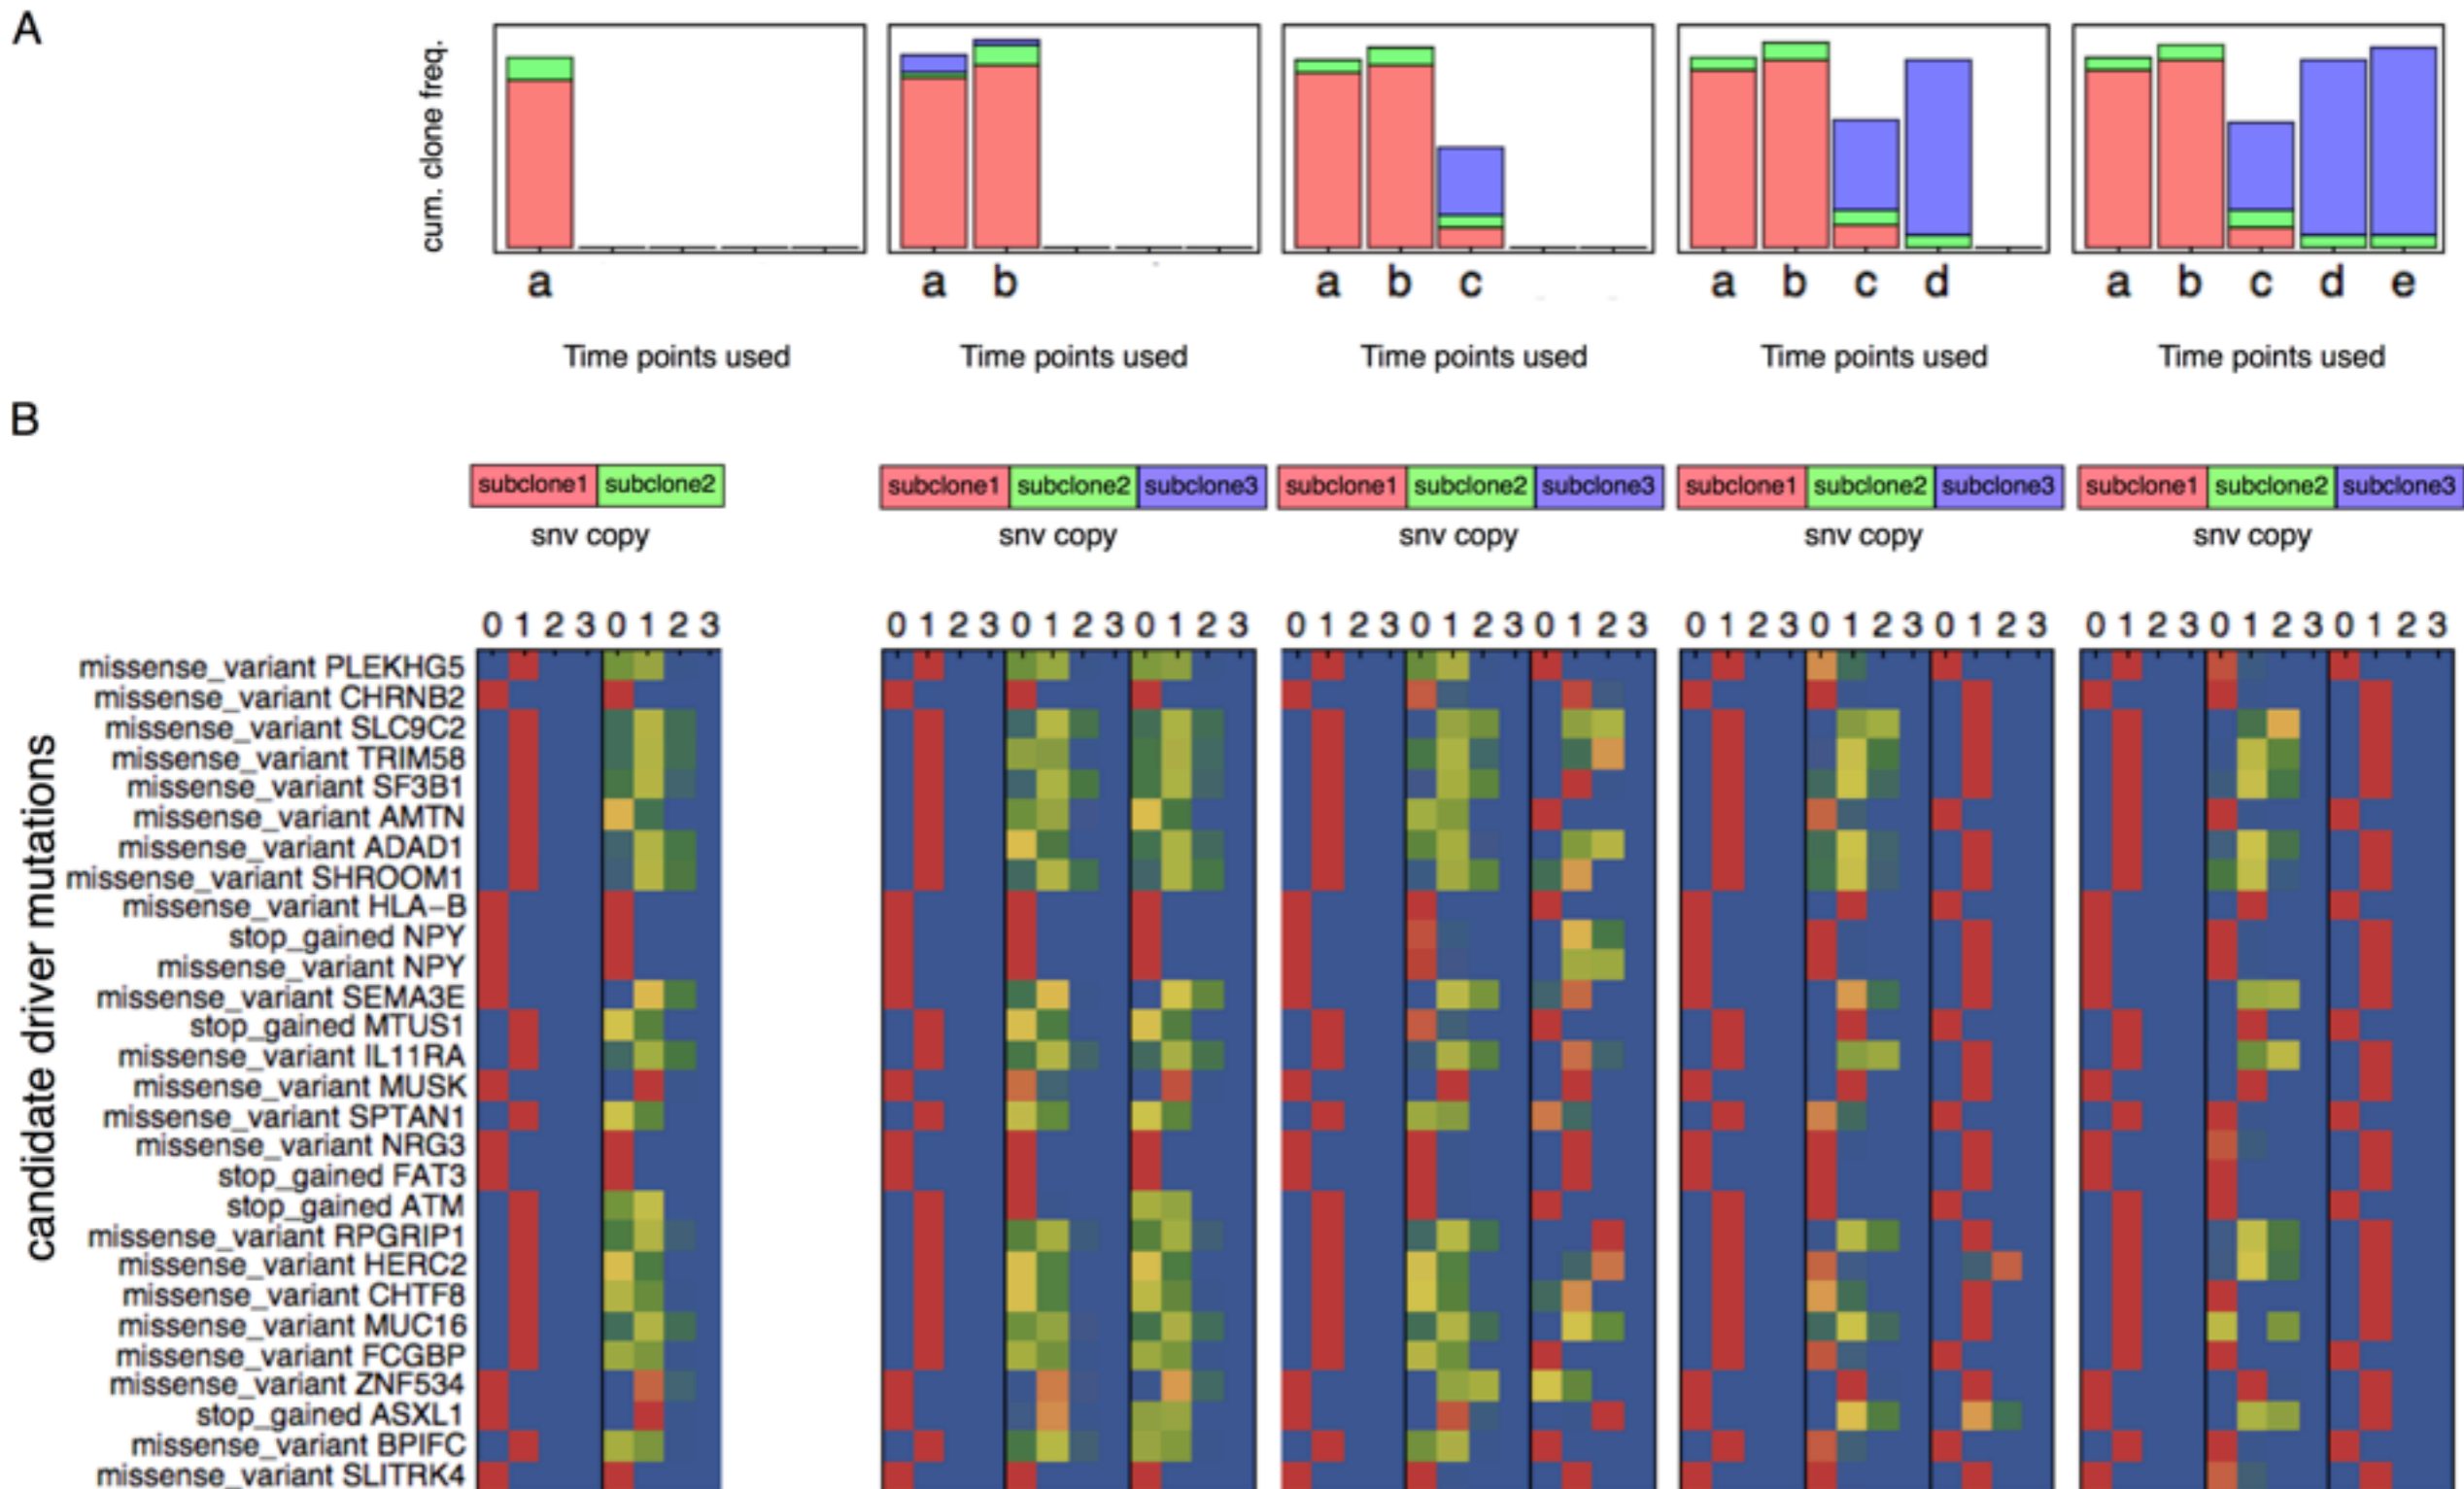 A
cum. clone freq.
a
a b
a b c
a b c d
a b c d e
Time points used
Time points used
Time points used
Time points used
Time points used
B
subclone1 subclone2
subclone1 subclone2 subclone3
subclone1 subclone2 subclone3
subclone1 subclone2 subclone3
subclone1 subclone2 subclone3
snv copy
snv copy
snv copy
snv copy
snv copy
0 1 2 3 0 1 2 3
0 1 2 3 0 1 2 3 0 1 2 3
0 1 2 3 0 1 2 3 0 1 2 3
0 1 2 3 0 1 2 3 0 1 2 3
0 1 2 3 0 1 2 3 0 1 2 3
candidate driver mutations
missense_variant PLEKHG5
missense_variant CHRNB2
missense_variant SLC9C2
missense_variant TRIM58
missense_variant SF3B1
missense_variant AMTN
missense_variant ADAD1
missense_variant SHROOM1
missense_variant HLA−B
stop_gained NPY
missense_variant NPY
missense_variant SEMA3E
stop_gained MTUS1
missense_variant IL11RA
missense_variant MUSK
missense_variant SPTAN1
missense_variant NRG3
stop_gained FAT3
stop_gained ATM
missense_variant RPGRIP1
missense_variant HERC2
missense_variant CHTF8
missense_variant MUC16
missense_variant FCGBP
missense_variant ZNF534
stop_gained ASXL1
missense_variant BPIFC
missense_variant SLITRK4